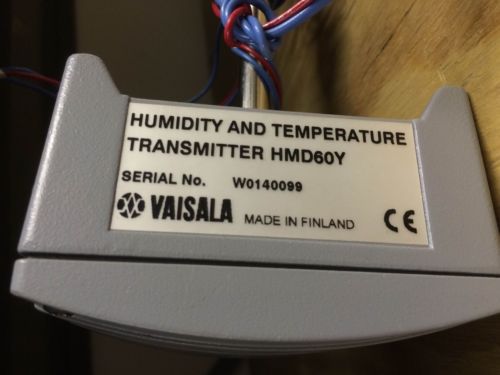 HUMIDITY AND TEMPERATURE
TRANSMITTER HMD60Y
SERIAL No. W0140099
VAISALA MADE IN FINLAND CE